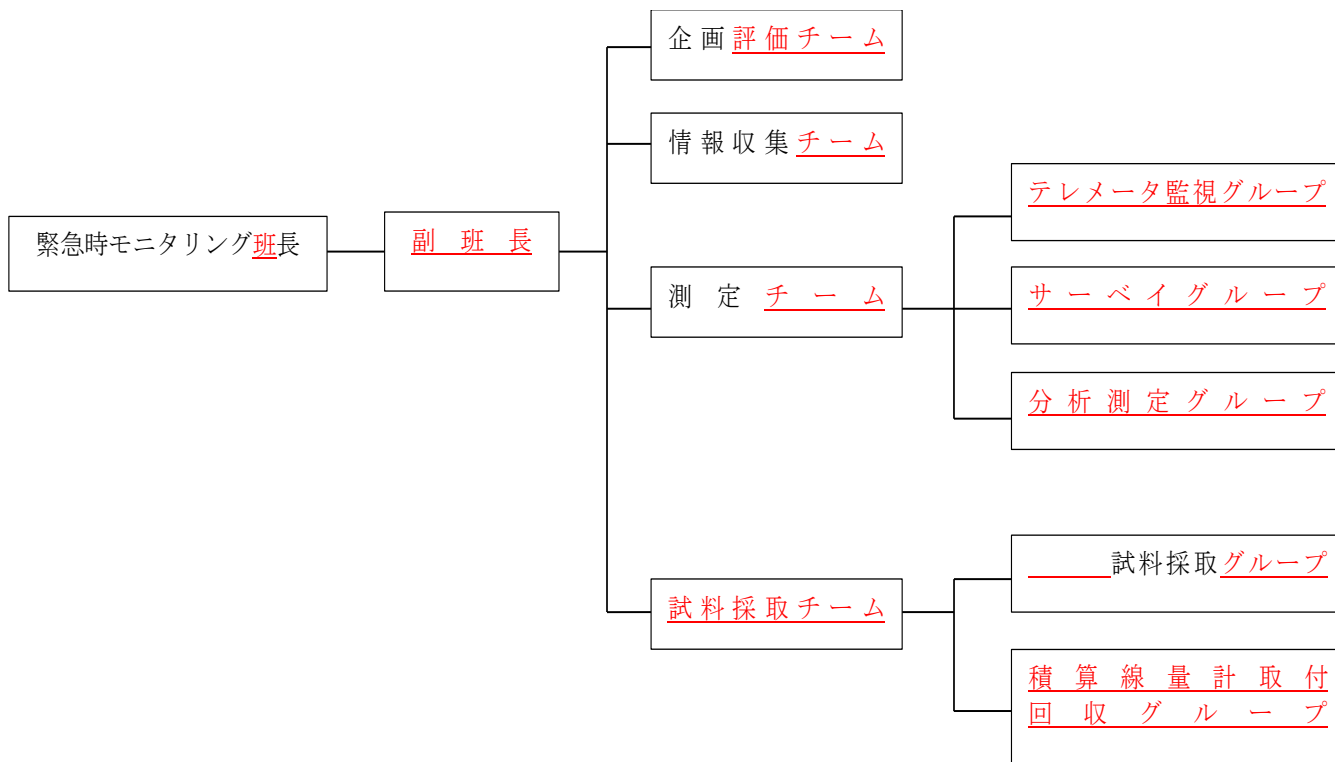 企画評価チーム
情報収集チーム
テレメータ監視グループ
緊急時モニタリング班長
副班長
測定チーム
サーベイグループ
分析測定グループ
試料採取グループ
試料採取チーム
積算線量計取付
回収グループ